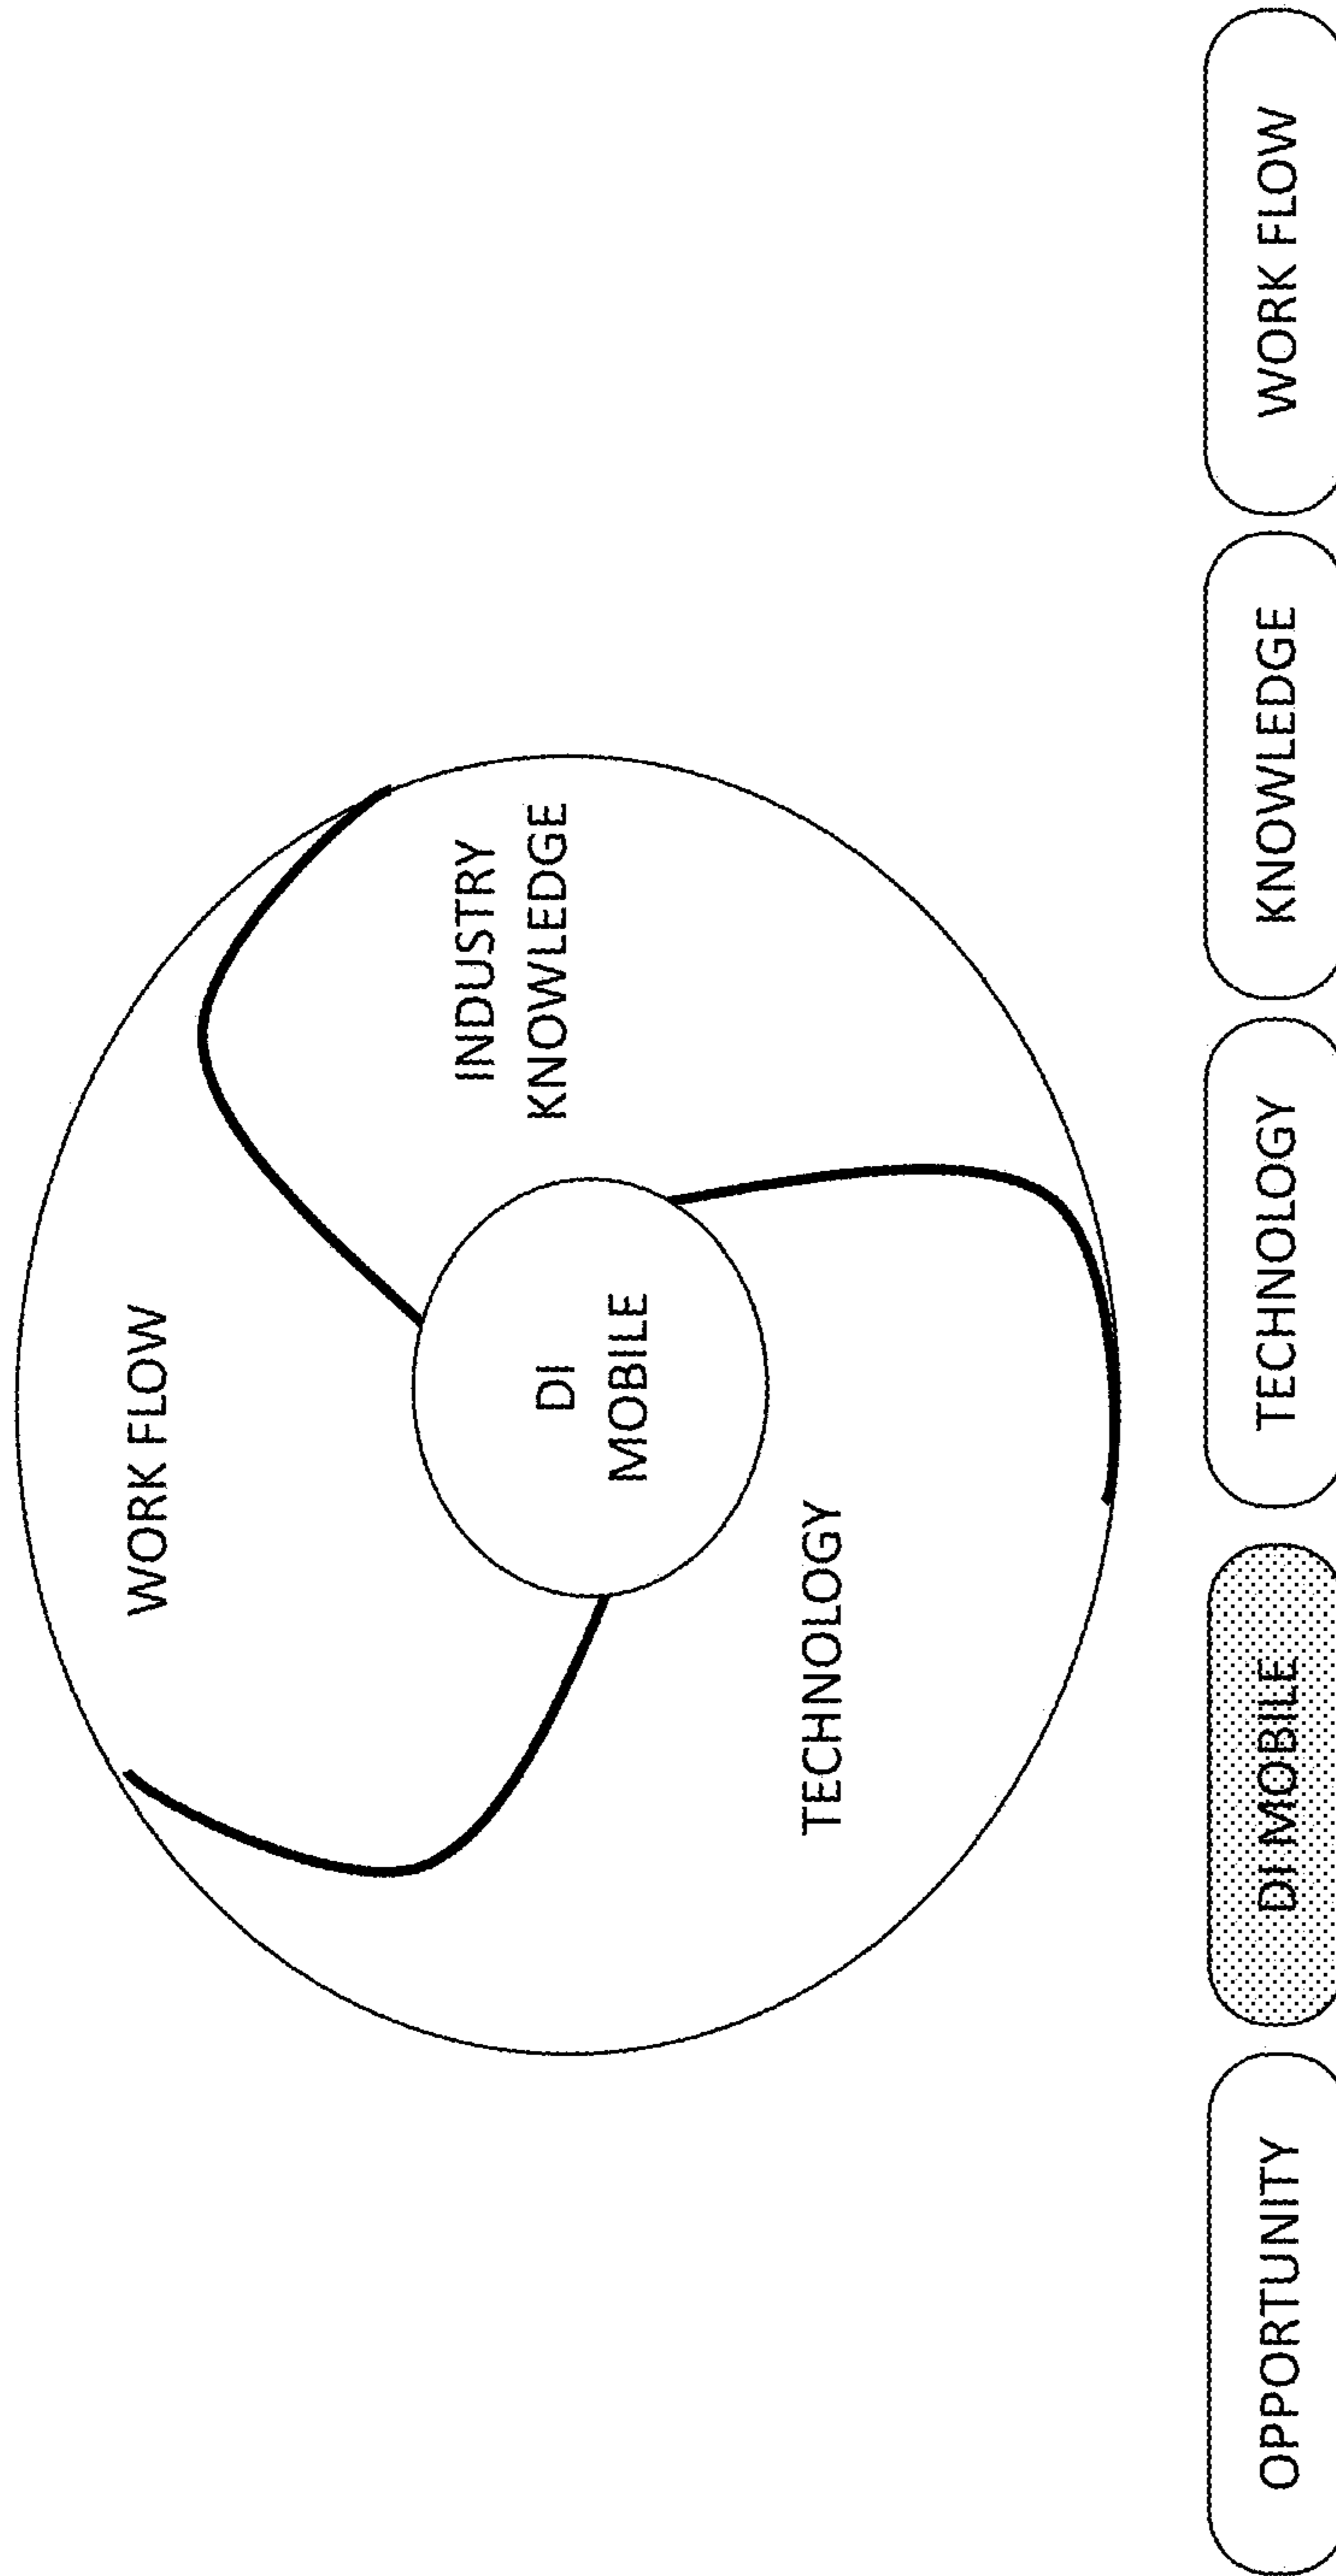 WORK FLOW
INDUSTRY
KNOWLEDGE
DI
MOBILE
TECHNOLOGY
OPPORTUNITY
DI MOBILE
TECHNOLOGY
KNOWLEDGE
WORK FLOW